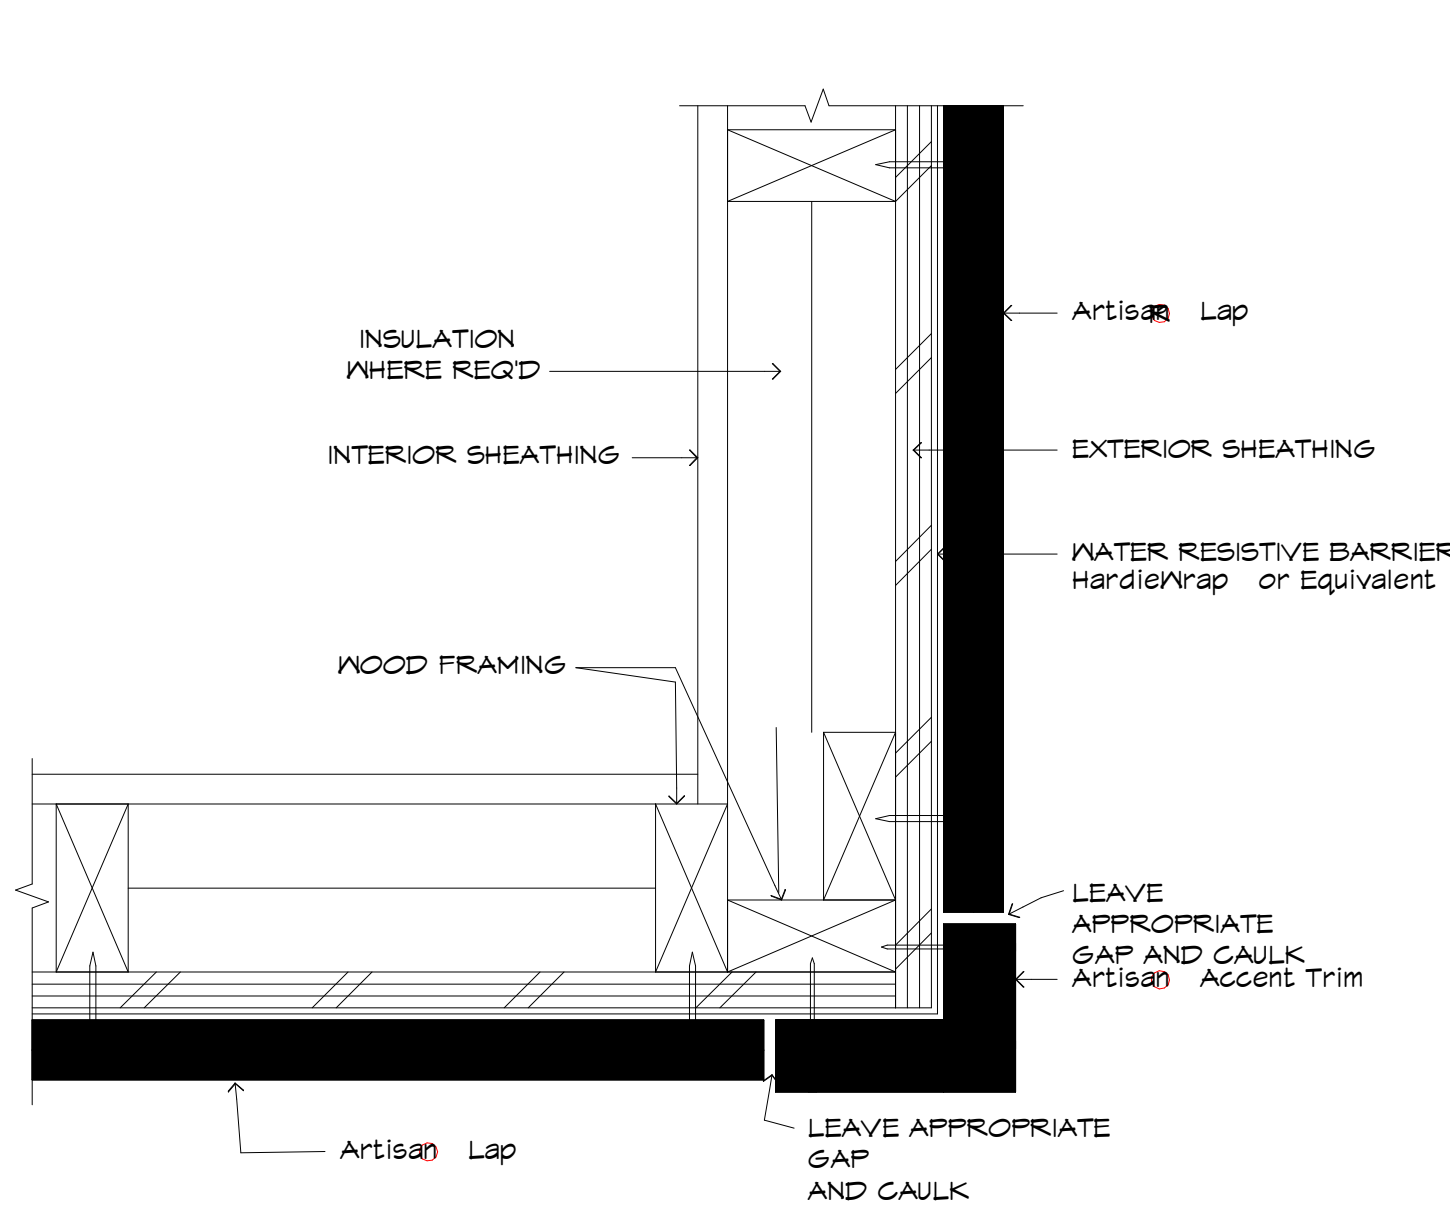 Artisan® Lap
INSULATION
WHERE REQ'D
INTERIOR SHEATHING
EXTERIOR SHEATHING
WATER RESISTIVE BARRIER
HardieWrap or Equivalent
WOOD FRAMING
LEAVE
APPROPRIATE
GAP AND CAULK
Artisan Accent Trim
LEAVE APPROPRIATE
GAP
AND CAULK
Artisan Lap